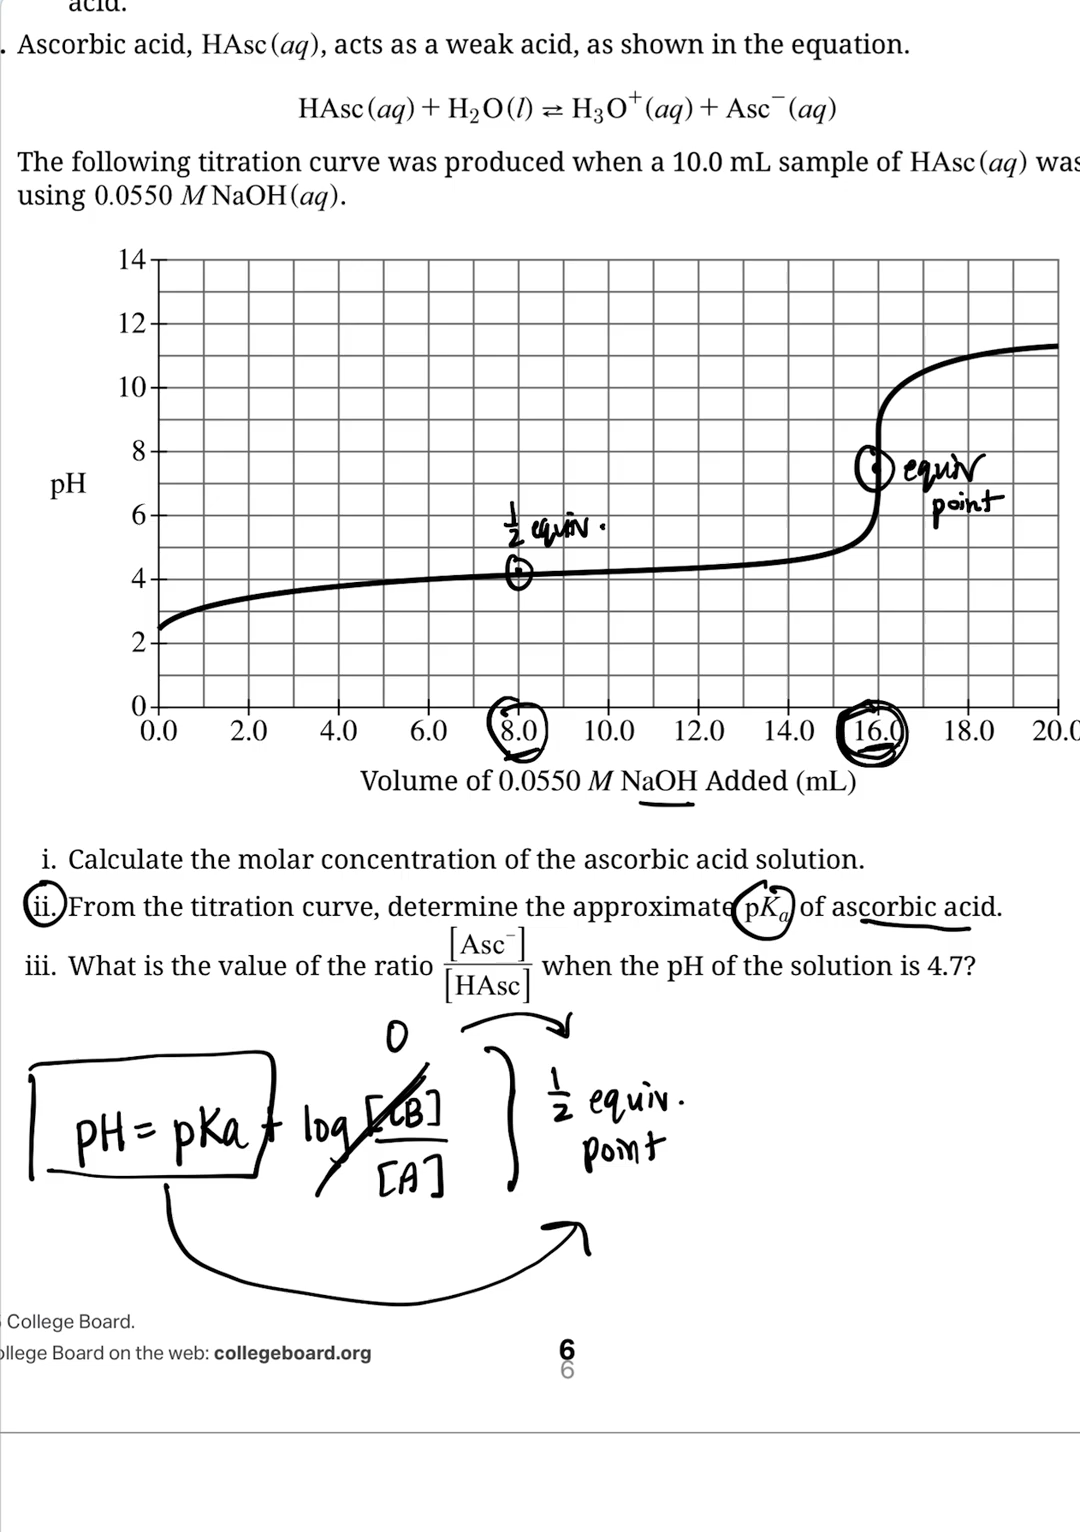 acid.
. Ascorbic acid, HAsc(aq), acts as a weak acid, as shown in the equation.
HAsc(aq) + H₂O(l) ⇌ H₃O⁺(aq) + Asc⁻(aq)
The following titration curve was produced when a 10.0 mL sample of HAsc(aq) was
using 0.0550 M NaOH(aq).
14
12
10
8
6
4
2
0
pH
equiv
point
1/2 equiv.
0.0 2.0 4.0 6.0 8.0 10.0 12.0 14.0 16.0 18.0 20.0
Volume of 0.0550 M NaOH Added (mL)
i. Calculate the molar concentration of the ascorbic acid solution.
ii. From the titration curve, determine the approximate pKₐ of ascorbic acid.
iii. What is the value of the ratio [Asc⁻]/[HAsc] when the pH of the solution is 4.7?
0
pH = pKa + log [CB]/[A]
1/2 equiv.
point
College Board.
ollege Board on the web: collegeboard.org
6
6